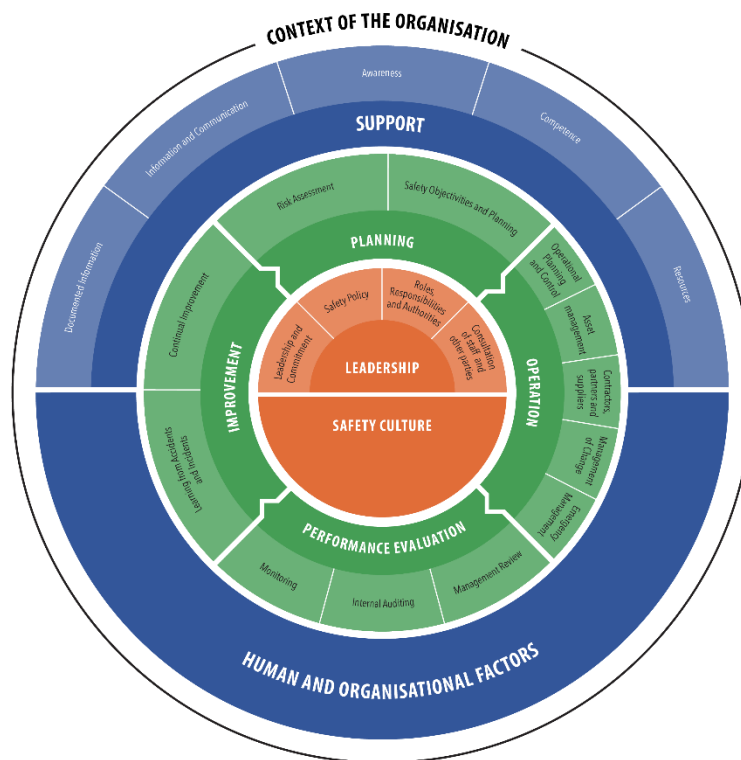 CONTEXT OF THE ORGANISATION
Documented Information
Information and Communication
Awareness
Competence
Resources
SUPPORT
Risk Assessment
Safety Objectivities and Planning
PLANNING
Operational
Planning
and Control
Asset
management
Contractors,
partners and
suppliers
Management
of Change
Emergency
Management
OPERATION
Continual Improvement
Learning from Accidents
and Incidents
IMPROVEMENT
Leadership and
Commitment
Safety Policy
Roles,
Responsibilities
and Authorities
Consultation
of staff and
other parties
LEADERSHIP
SAFETY CULTURE
PERFORMANCE EVALUATION
Monitoring
Internal Auditing
Management Review
HUMAN AND ORGANISATIONAL FACTORS